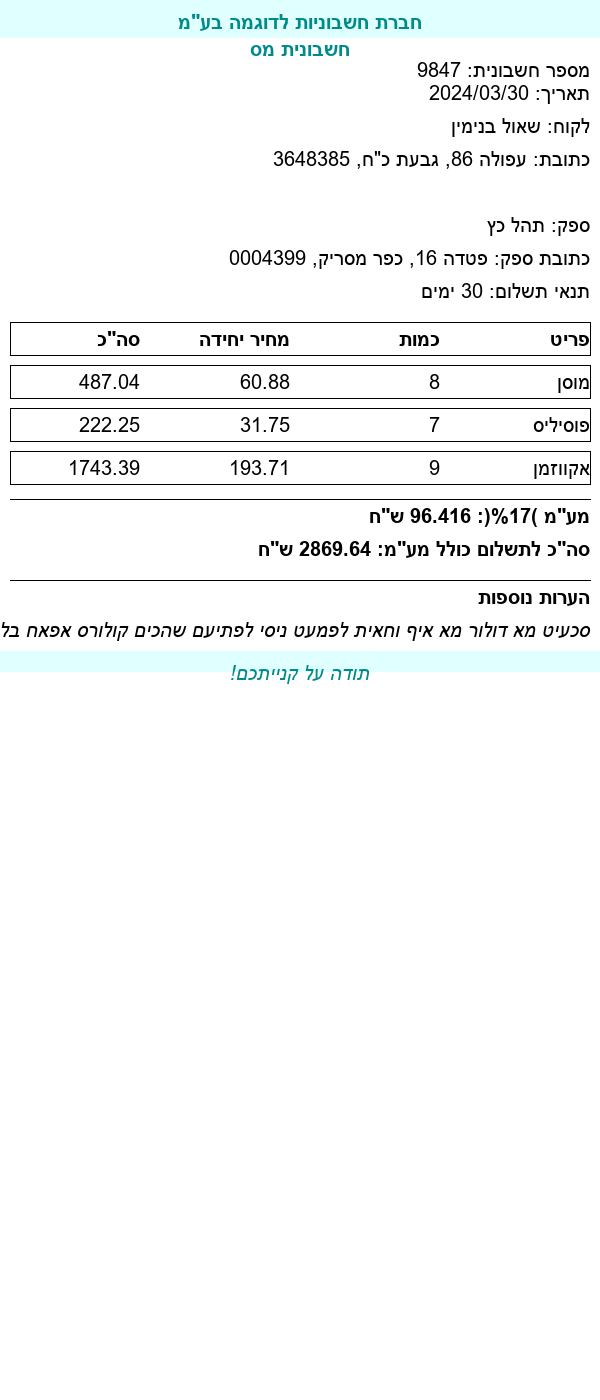 חברת חשבוניות לדוגמה בע"מ
חשבונית מס
מספר חשבונית: 9847
תאריך: 2024/03/30
לקוח: שאול בנימין
כתובת: עפולה 86, גבעת כ"ח, 3648385
ספק: תהל כץ
כתובת ספק: פטדה 16, כפר מסריק, 0004399
תנאי תשלום: 30 ימים
פריט כמות מחיר יחידה סה"כ
מוסן 8 60.88 487.04
פוסיליס 7 31.75 222.25
אקווזמן 9 193.71 1743.39
מע"מ )17%(: 96.416 ש"ח
סה"כ לתשלום כולל מע"מ: 2869.64 ש"ח
הערות נוספות
סכעיט מא דולור מא איף וחאית לפמעט ניסי לפתיעם שהכים קולורס אפאח בל
תודה על קנייתכם!